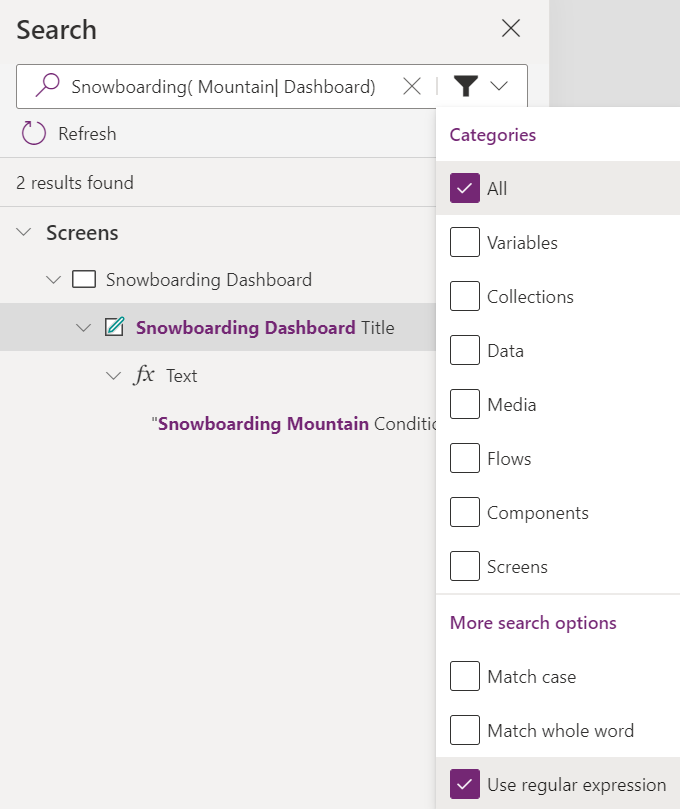 Search
Snowboarding( Mountain| Dashboard)
Refresh
2 results found
Screens
Snowboarding Dashboard
Snowboarding Dashboard Title
fx Text
"Snowboarding Mountain
Categories
All
Variables
Collections
Data
Media
Flows
Components
Screens
More search options
Match case
Match whole word
Use regular expression